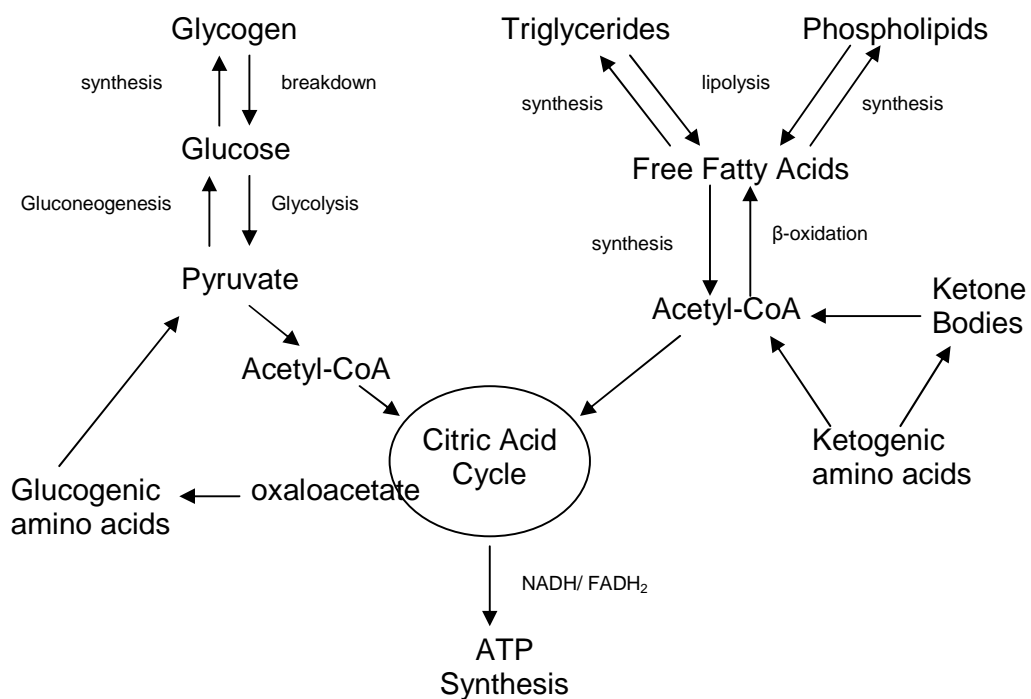 Glycogen
Triglycerides
Phospholipids
synthesis
breakdown
synthesis
lipolysis
synthesis
Glucose
Free Fatty Acids
Gluconeogenesis
Glycolysis
synthesis
β-oxidation
Pyruvate
Acetyl-CoA
Ketone
Bodies
Acetyl-CoA
Citric Acid
Cycle
Ketogenic
amino acids
Glucogenic
amino acids
oxaloacetate
NADH/ FADH₂
ATP
Synthesis